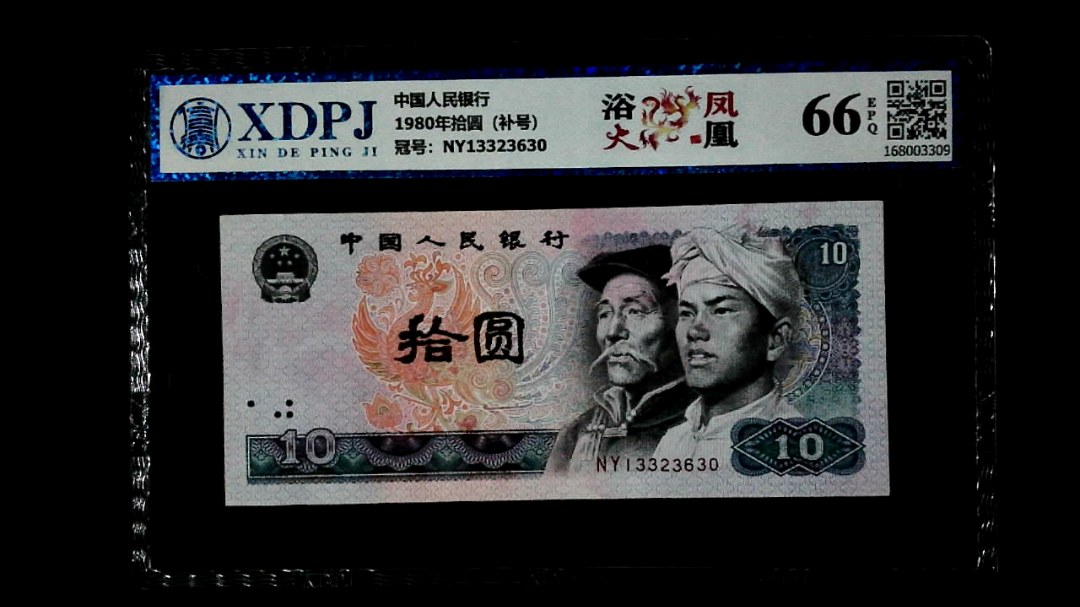 XDPJ
XIN DE PING JI
中国人民银行
1980年拾圆（补号）
冠号：NY13323630
浴火
凤凰
66
EPQ
168003309
中国人民银行
10
拾圆
10
NY13323630
10